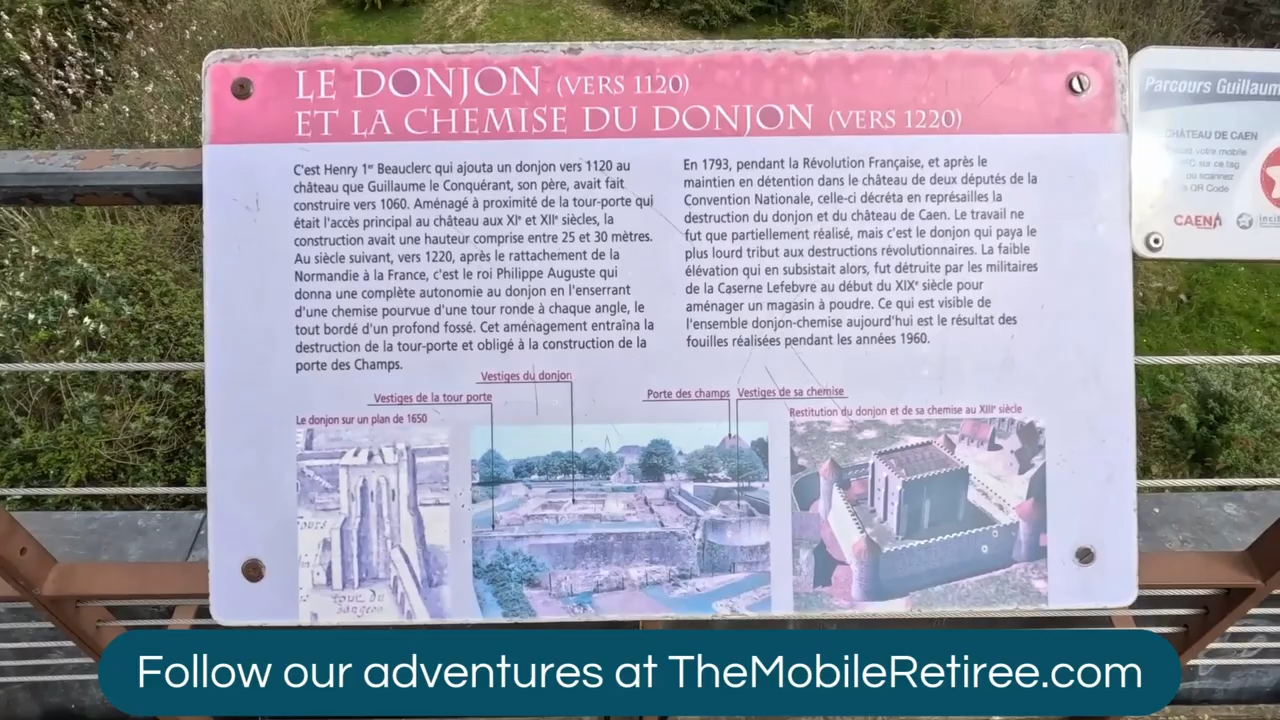 LE DONJON (VERS 1120)
ET LA CHEMISE DU DONJON (VERS 1220)
C'est Henry 1er Beauclerc qui ajouta un donjon vers 1120 au
château que Guillaume le Conquérant, son père, avait fait
construire vers 1060. Aménagé à proximité de la tour-porte qui
était l'accès principal au château aux XIe et XIIe siècles, la
construction avait une hauteur comprise entre 25 et 30 mètres.
Au siècle suivant, vers 1220, après le rattachement de la
Normandie à la France, c'est le roi Philippe Auguste qui
donna une complète autonomie au donjon en l'enserrant
d'une chemise pourvue d'une tour ronde à chaque angle, le
tout bordé d'un profond fossé. Cet aménagement entraîna la
destruction de la tour-porte et obligé à la construction de la
porte des Champs.
En 1793, pendant la Révolution Française, et après le
maintien en détention dans le château de deux députés de la
Convention Nationale, celle-ci décréta en représailles la
destruction du donjon et du château de Caen. Le travail ne
fut que partiellement réalisé, mais c'est le donjon qui paya le
plus lourd tribut aux destructions révolutionnaires. La faible
élévation qui en subsistait alors, fut détruite par les militaires
de la Caserne Lefebvre au début du XIXe siècle pour
aménager un magasin à poudre. Ce qui est visible de
l'ensemble donjon-chemise aujourd'hui est le résultat des
fouilles réalisées pendant les années 1960.
Vestiges du donjon
Vestiges de la tour porte
Porte des champs
Vestiges de sa chemise
Le donjon sur un plan de 1650
Restitution du donjon et de sa chemise au XIIIe siècle
tour du
dangeon
Parcours Guillaum
CHÂTEAU DE CAEN
votre mobile
sur ce tag
ou scannez
QR Code
CAEN
Follow our adventures at TheMobileRetiree.com